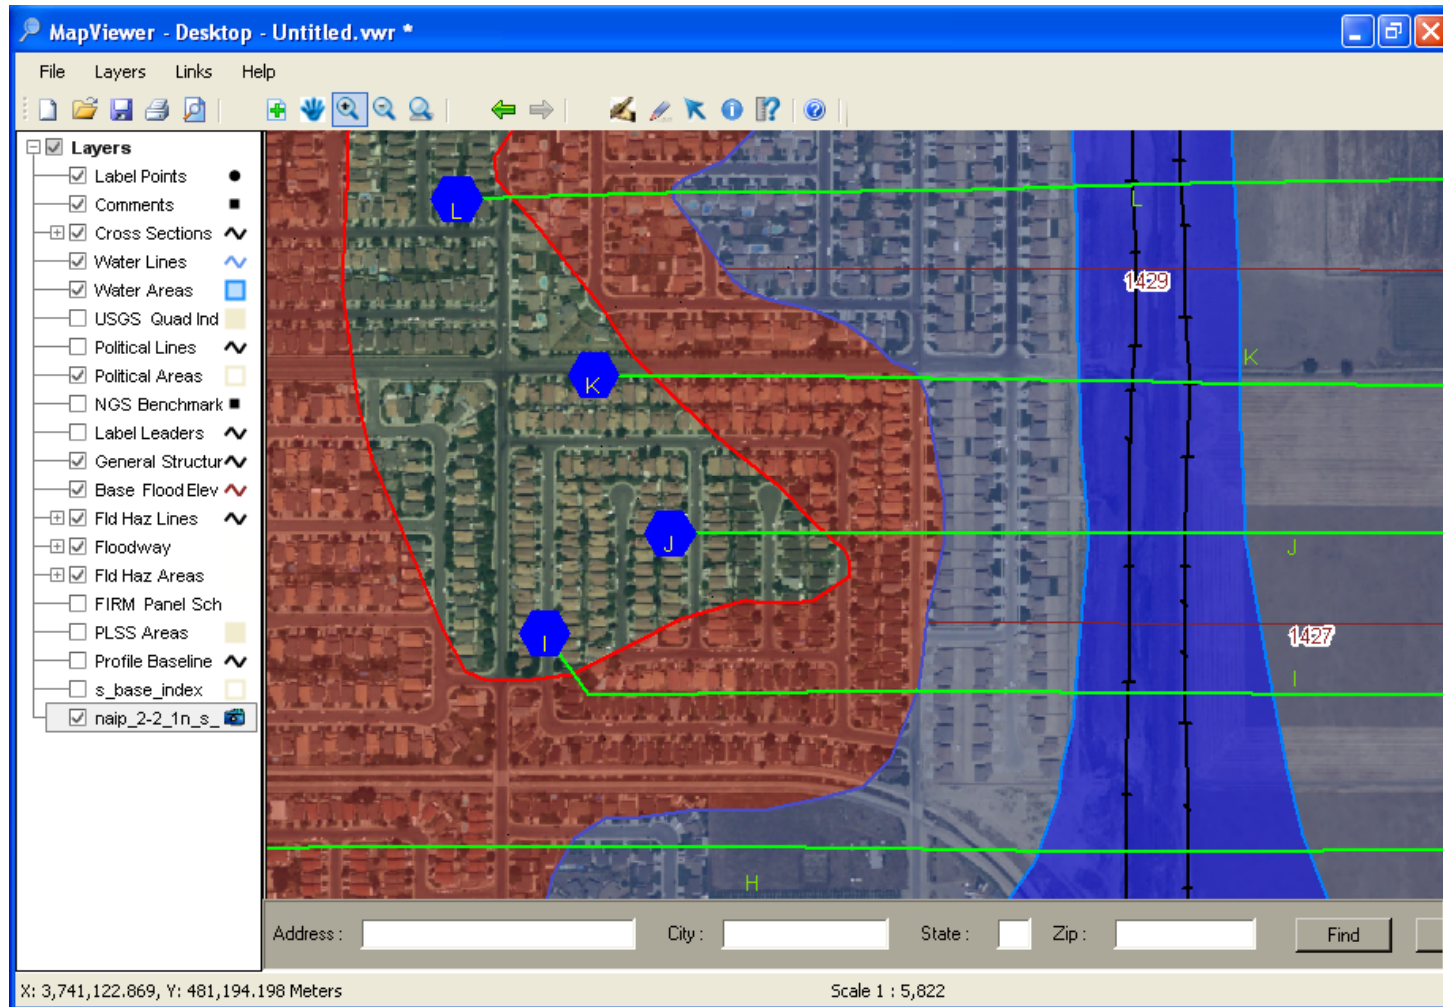 MapViewer - Desktop - Untitled.vwr *
File Layers Links Help
Layers
Label Points
Comments
Cross Sections
Water Lines
Water Areas
USGS Quad Ind
Political Lines
Political Areas
NGS Benchmark
Label Leaders
General Structur
Base Flood Elev
Fld Haz Lines
Floodway
Fld Haz Areas
FIRM Panel Sch
PLSS Areas
Profile Baseline
s_base_index
naip_2-2_1n_s_
L
L
1429
K
K
J
J
1427
I
I
H
Address : City : State : Zip : Find
X: 3,741,122.869, Y: 481,194.198 Meters Scale 1 : 5,822